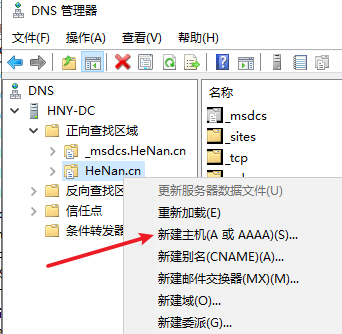 DNS 管理器
文件(F) 操作(A) 查看(V) 帮助(H)
DNS
HNY-DC
正向查找区域
_msdcs.HeNan.cn
HeNan.cn
反向查找区
信任点
条件转发器
名称
_msdcs
_sites
_tcp
更新服务器数据文件(U)
重新加载(E)
新建主机(A 或 AAAA)(S)...
新建别名(CNAME)(A)...
新建邮件交换器(MX)(M)...
新建域(O)...
新建委派(G)...